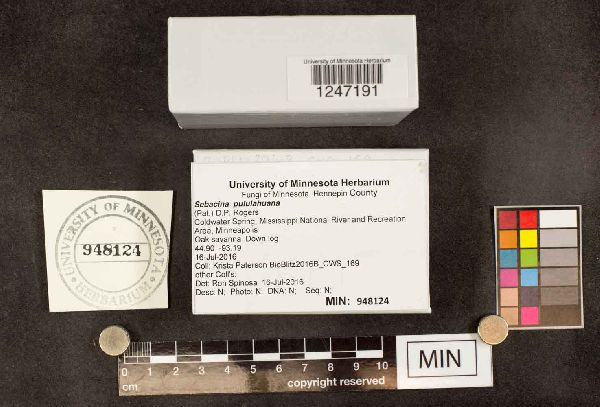 University of Minnesota Herbarium
1247191
University of Minnesota Herbarium
Fungi of Minnesota, Hennepin County
Sebacina pululahuana
(Pat.) D.P. Rogers
Coldwater Spring, Mississippi National River and Recreation
Area, Minneapolis
Oak savanna. Down log
44.90 -93.19
16-Jul-2016
Coll: Krista Paterson BioBlitz2016B_CWS_169
other Coll's:
Det: Ron Spinosa, 16-Jul-2016
Desc: N; Photo: N; DNA: N; Seq: N;
MIN: 948124
UNIVERSITY OF MINNESOTA
948124
HERBARIUM
0 1 2 3 4 5 6 7 8 9 10
cm
copyright reserved
MIN